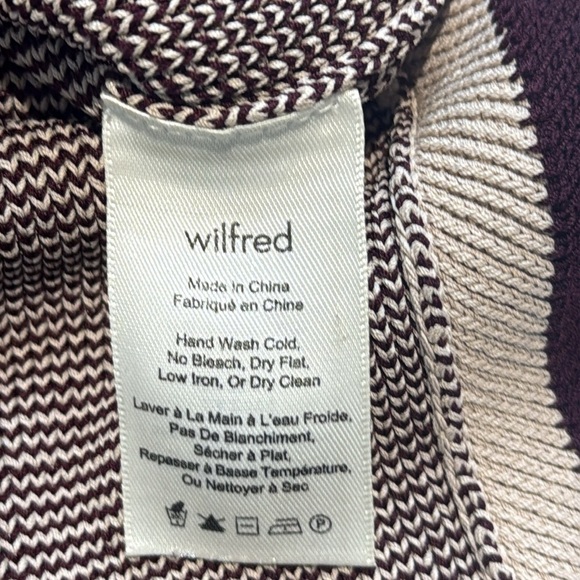 wilfred
Made in China
Fabriqué en Chine
Hand Wash Cold,
No Bleach, Dry Flat,
Low Iron, Or Dry Clean
Laver à La Main à L'eau Froide,
Pas De Blanchiment,
Sécher à Plat,
Repasser à Basse Température,
Ou Nettoyer à Sec
P